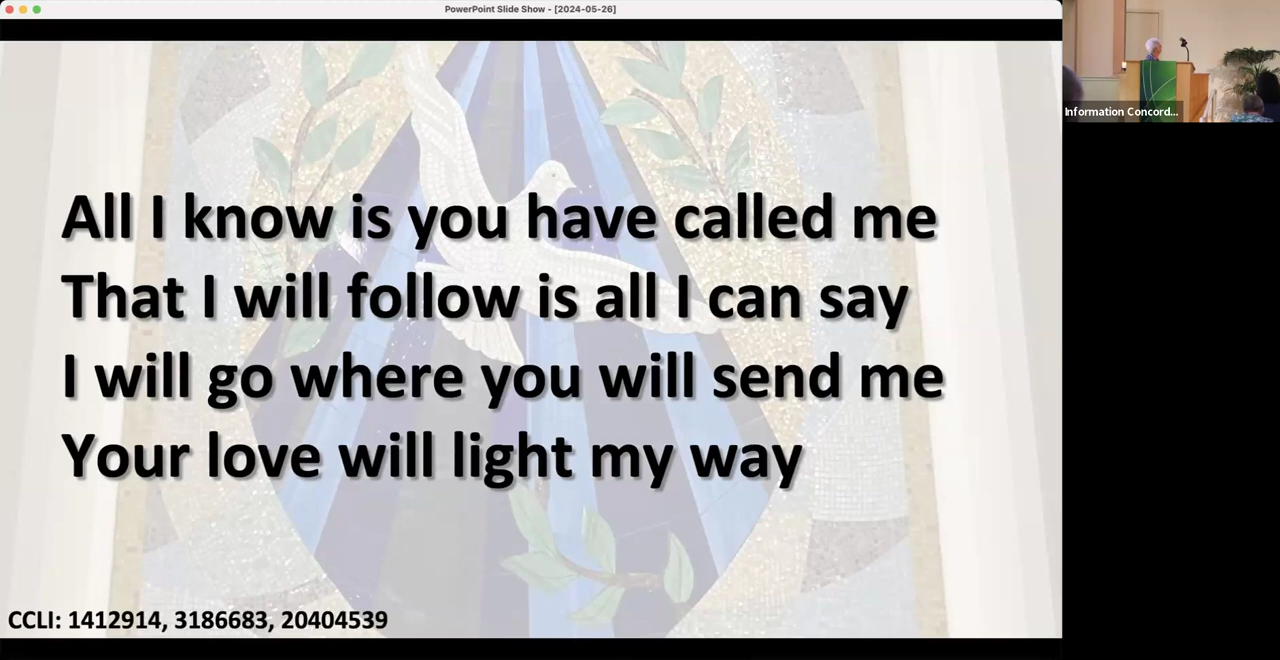 PowerPoint Slide Show - [2024-05-26]
All I know is you have called me
That I will follow is all I can say
I will go where you will send me
Your love will light my way
CCLI: 1412914, 3186683, 20404539
Information Concord...